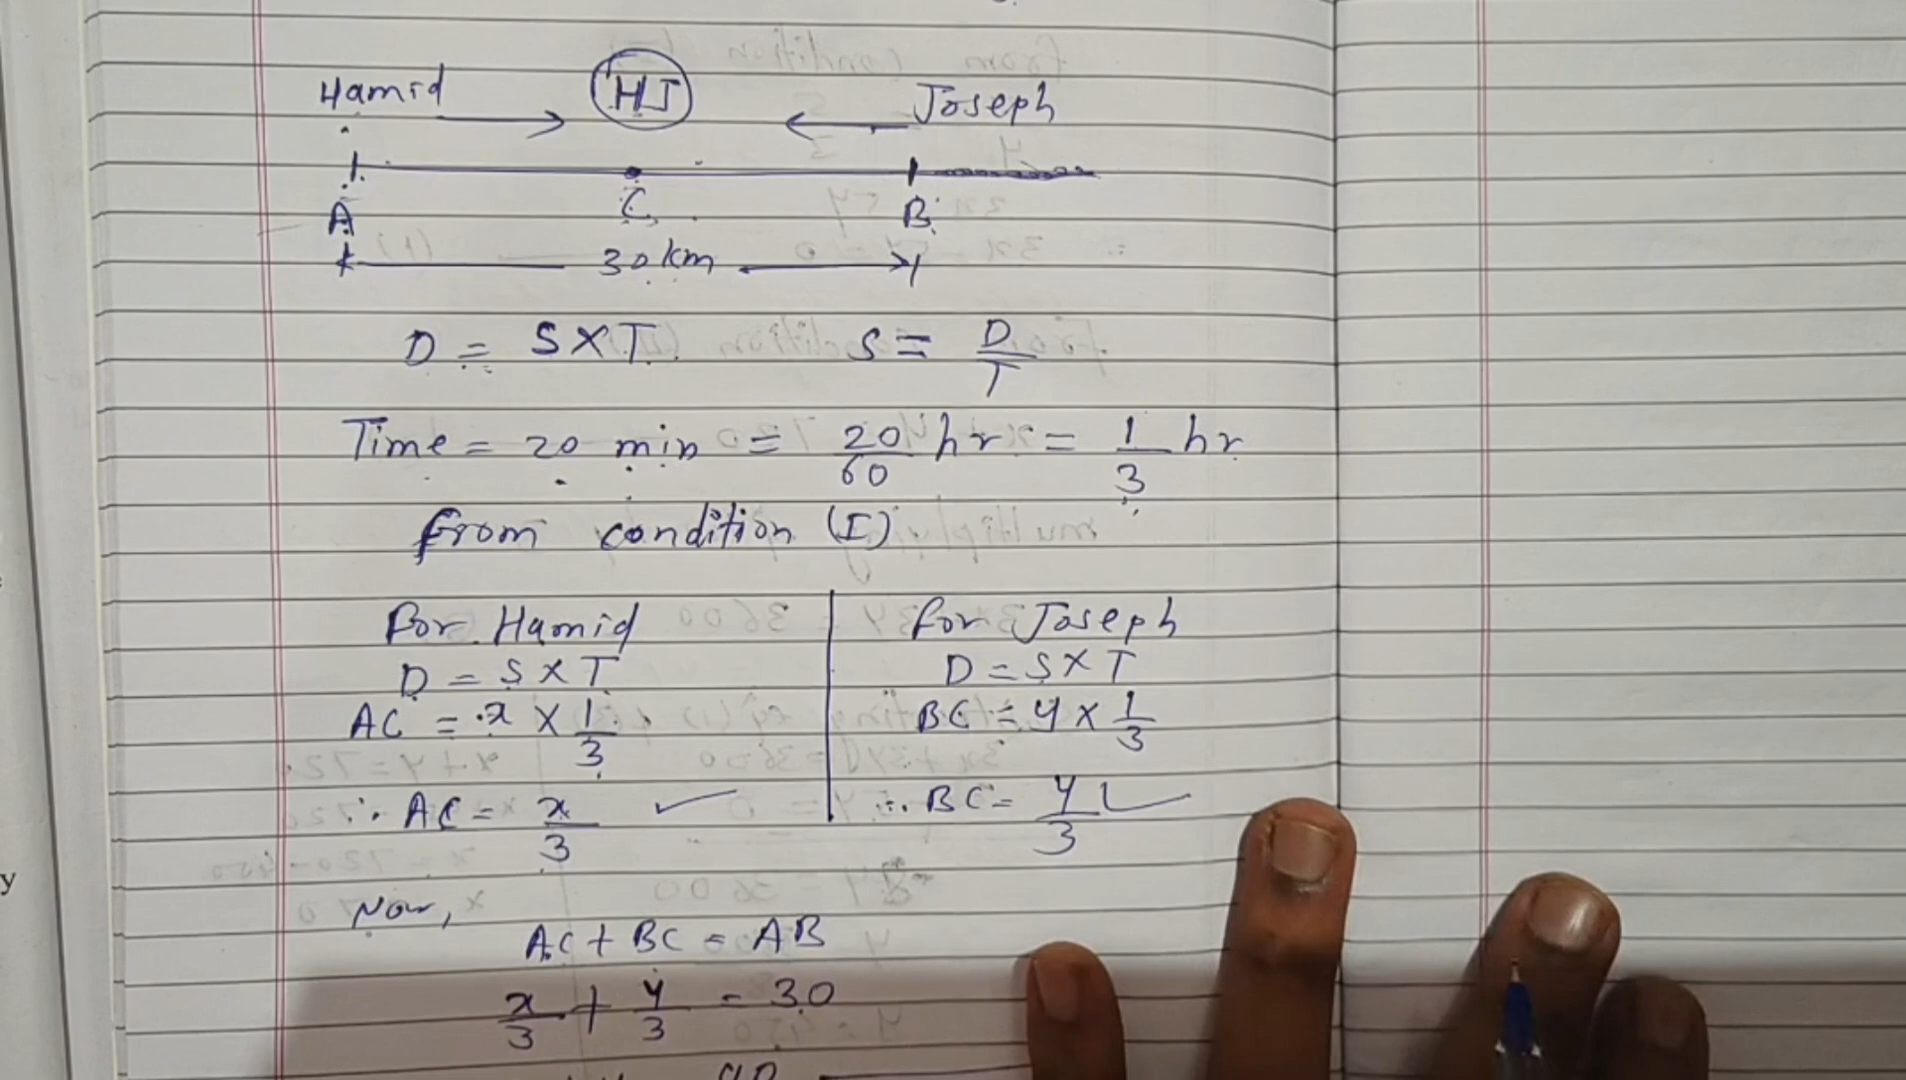 Hamid HJ Joseph
A C B
30 km
D = S × T S = D/T
Time = 20 min = 20/60 hr = 1/3 hr
from condition (I)
For Hamid
D = S × T
AC = x × 1/3
∴ AC = x/3
for Joseph
D = S × T
BC = y × 1/3
∴ BC = y/3
Now,
AC + BC = AB
x/3 + y/3 = 30
y